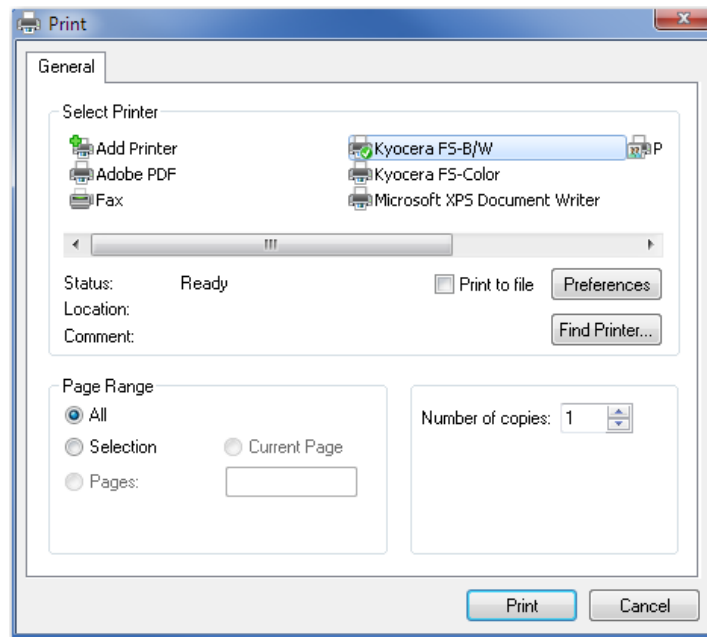 Print
General
Select Printer
Add Printer
Adobe PDF
Fax
Kyocera FS-B/W
Kyocera FS-Color
Microsoft XPS Document Writer
P
Status: Ready
Location:
Comment:
Print to file
Preferences
Find Printer...
Page Range
All
Selection
Current Page
Pages:
Number of copies: 1
Print
Cancel